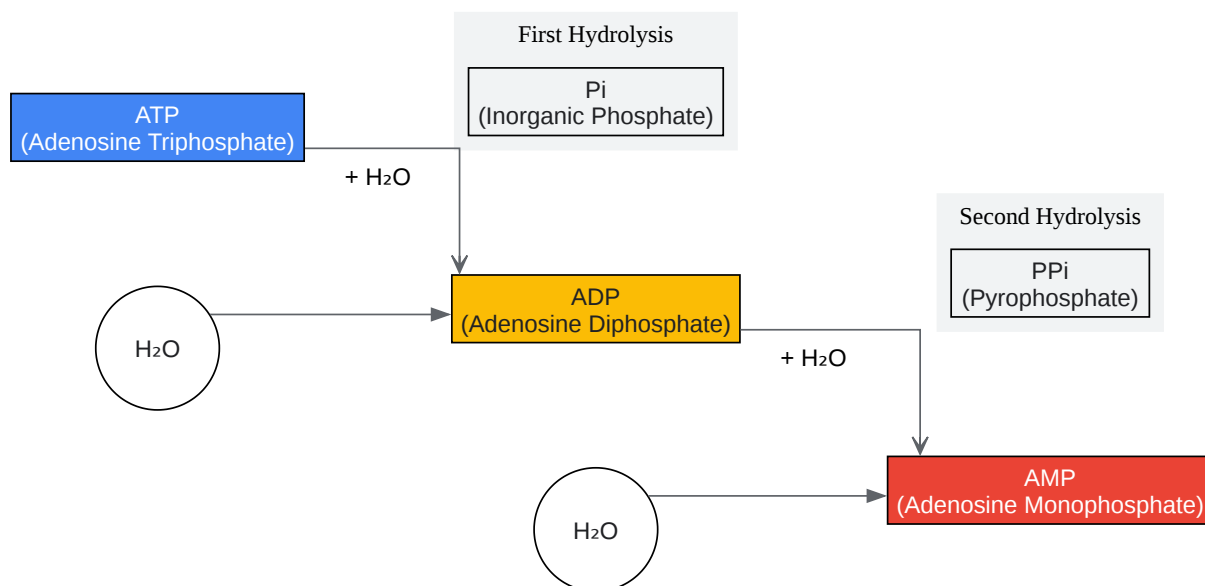 First Hydrolysis
Pi
(Inorganic Phosphate)
ATP
(Adenosine Triphosphate)
+ H₂O
Second Hydrolysis
PPi
(Pyrophosphate)
ADP
(Adenosine Diphosphate)
H₂O
+ H₂O
AMP
(Adenosine Monophosphate)
H₂O